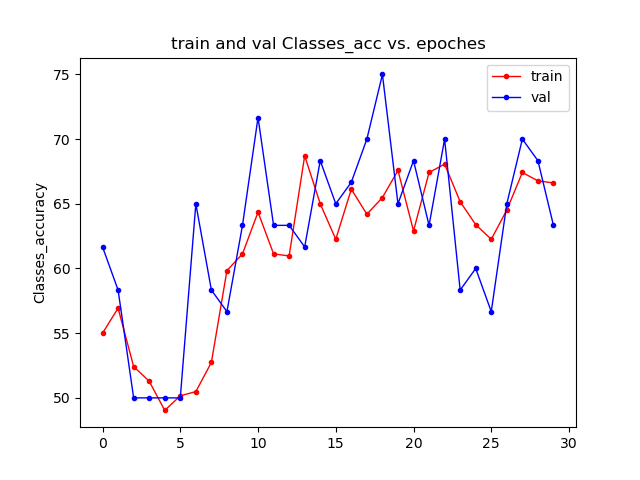 train and val Classes_acc vs. epoches
train
val
Classes_accuracy
75
70
65
60
55
50
0 5 10 15 20 25 30